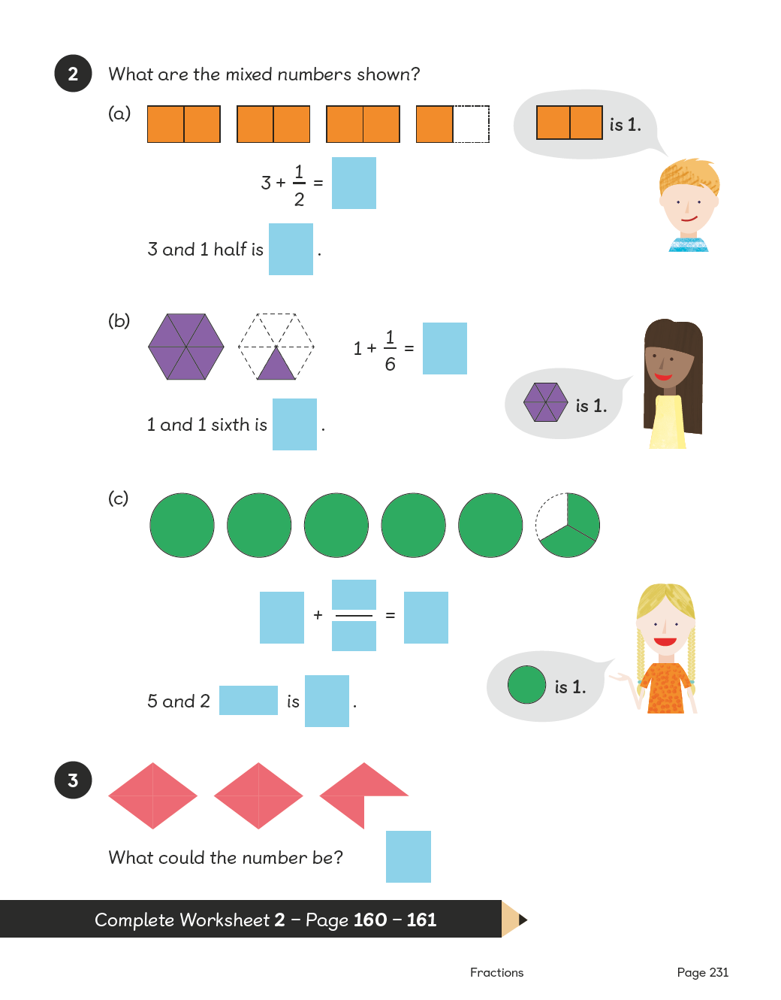 2 What are the mixed numbers shown?
(a)
is 1.
3 + 1/2 =
3 and 1 half is .
(b)
1 + 1/6 =
is 1.
1 and 1 sixth is .
(c)
+ =
is 1.
5 and 2 is .
3
What could the number be?
Complete Worksheet 2 – Page 160 – 161
Fractions Page 231